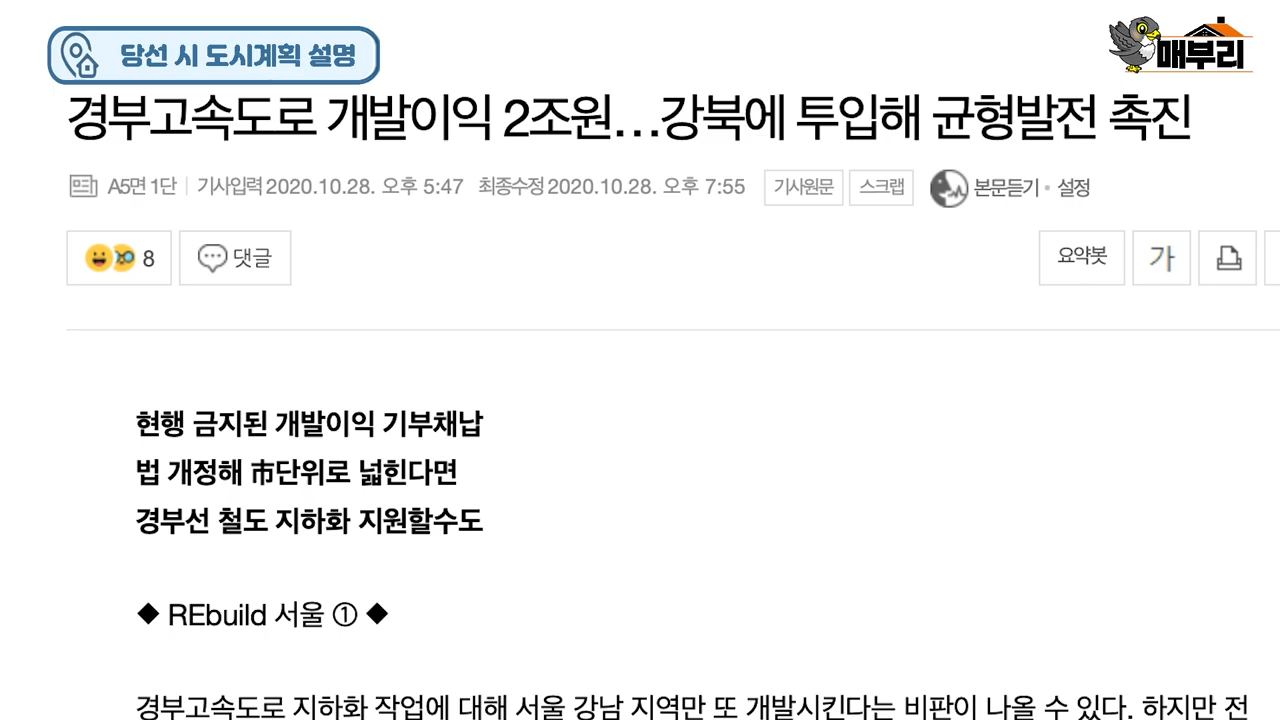 당선 시 도시계획 설명
매부리
경부고속도로 개발이익 2조원...강북에 투입해 균형발전 촉진
A5면 1단 기사입력 2020.10.28. 오후 5:47 최종수정 2020.10.28. 오후 7:55 기사원문 스크랩 본문듣기 · 설정
8 댓글 요약봇 가
현행 금지된 개발이익 기부채납
법 개정해 市단위로 넓힌다면
경부선 철도 지하화 지원할수도
◆ REbuild 서울 ① ◆
경부고속도로 지하화 작업에 대해 서울 강남 지역만 또 개발시킨다는 비판이 나올 수 있다. 하지만 전